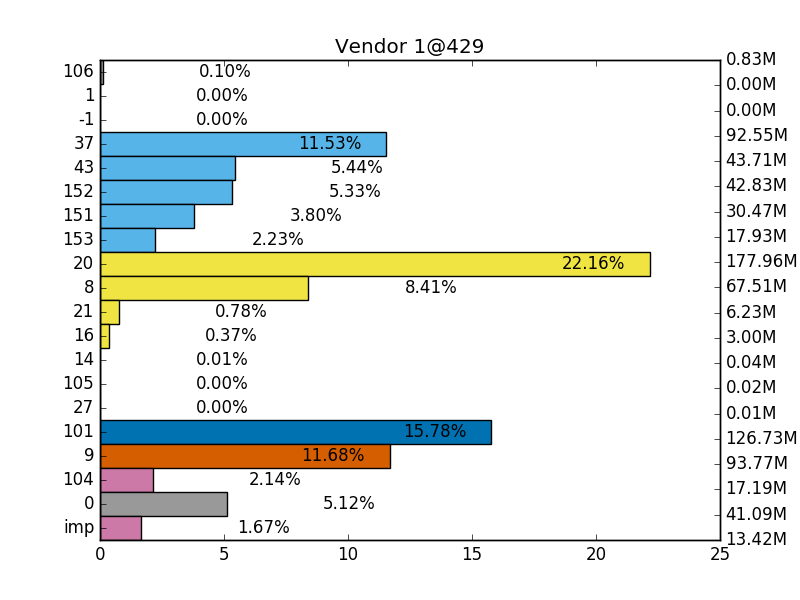 Vendor 1@429
106 0.10% 0.83M
1 0.00% 0.00M
-1 0.00% 0.00M
37 11.53% 92.55M
43 5.44% 43.71M
152 5.33% 42.83M
151 3.80% 30.47M
153 2.23% 17.93M
20 22.16% 177.96M
8 8.41% 67.51M
21 0.78% 6.23M
16 0.37% 3.00M
14 0.01% 0.04M
105 0.00% 0.02M
27 0.00% 0.01M
101 15.78% 126.73M
9 11.68% 93.77M
104 2.14% 17.19M
0 5.12% 41.09M
imp 1.67% 13.42M
0 5 10 15 20 25